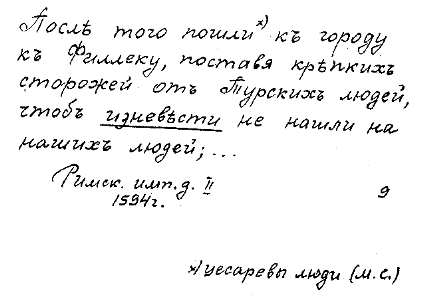 Послѣ того пошли х) къ городу
къ Филлеку, поставя крѣпкихъ
сторожей отъ Турскихъ людей,
чтобъ изневѣсти не нашли на
нашихъ людей; ...
Римск. имп. д. II
1594г.
9
х) цесаревы люди (М.С.)